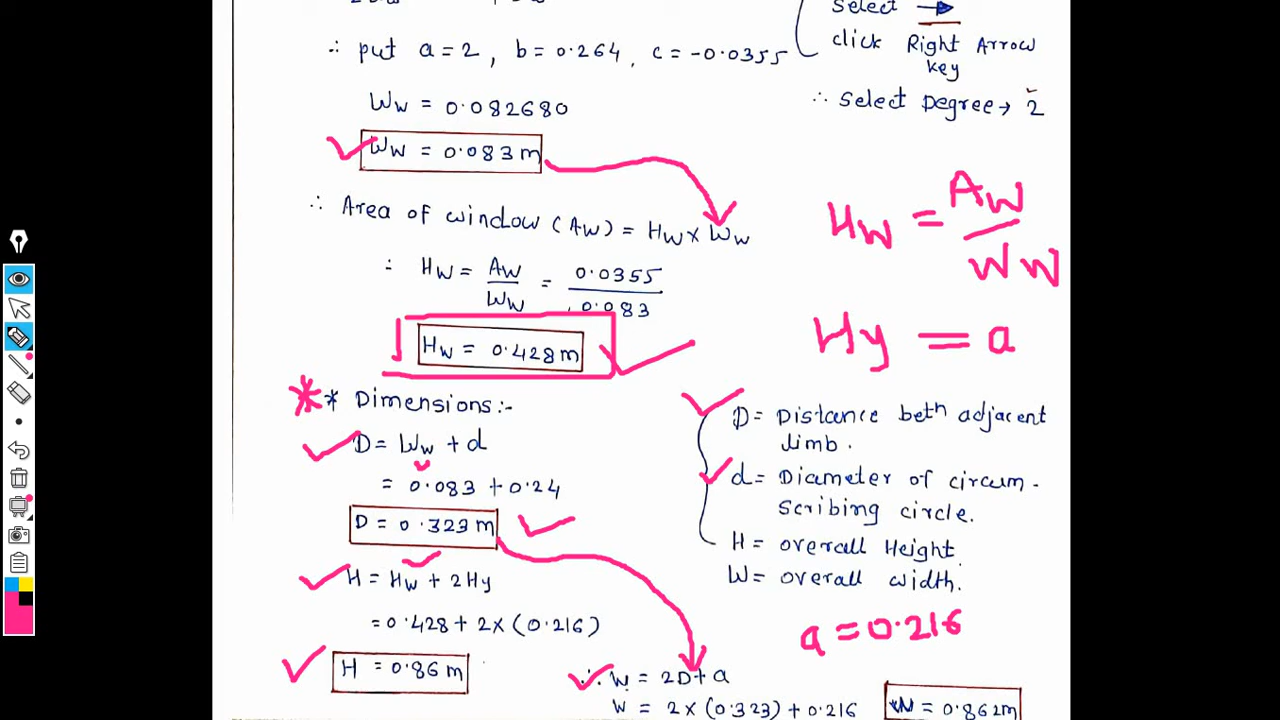 select →
∴ put a = 2, b = 0.264, c = -0.0355
click Right Arrow
key
Ww = 0.082680
∴ select Degree → 2
Ww = 0.083 m
∴ Area of window (Aw) = Hw x Ww
Hw = Aw / Ww
: Hw = Aw / Ww = 0.0355 / 0.083
Hy = a
Hw = 0.428 m
** Dimensions:-
D = Ww + d
= 0.083 + 0.24
D = 0.323 m
H = Hw + 2Hy
= 0.428 + 2 x (0.216)
H = 0.86 m
D = Distance beth adjacent
limb.
d = Diameter of circum-
scribing circle.
H = overall Height
W = overall width.
a = 0.216
∴ W = 2D + a
W = 2 x (0.323) + 0.216
W = 0.862m